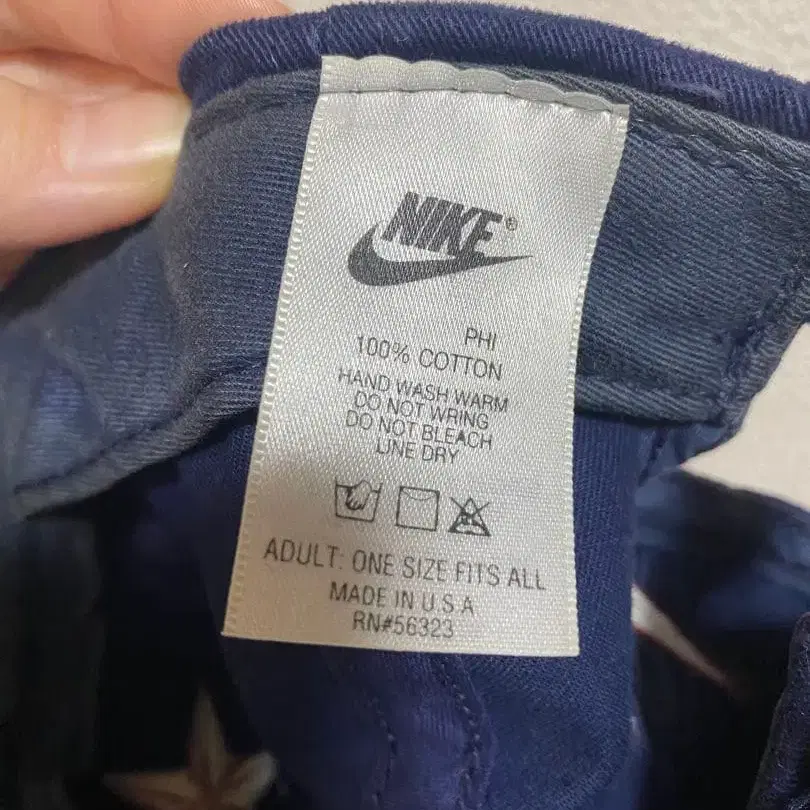 NIKE®
PHI
100% COTTON
HAND WASH WARM
DO NOT WRING
DO NOT BLEACH
LINE DRY
ADULT: ONE SIZE FITS ALL
MADE IN U.S.A
RN#56323